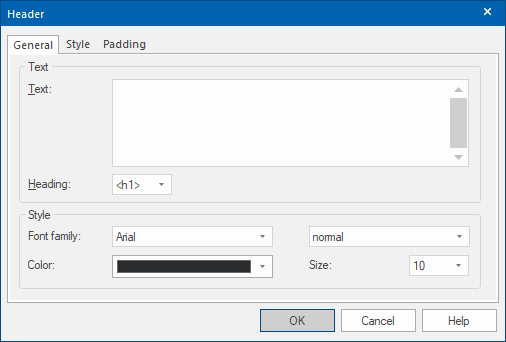 Header
General Style Padding
Text
Text:
Heading: <h1>
Style
Font family: Arial normal
Color: Size: 10
OK Cancel Help